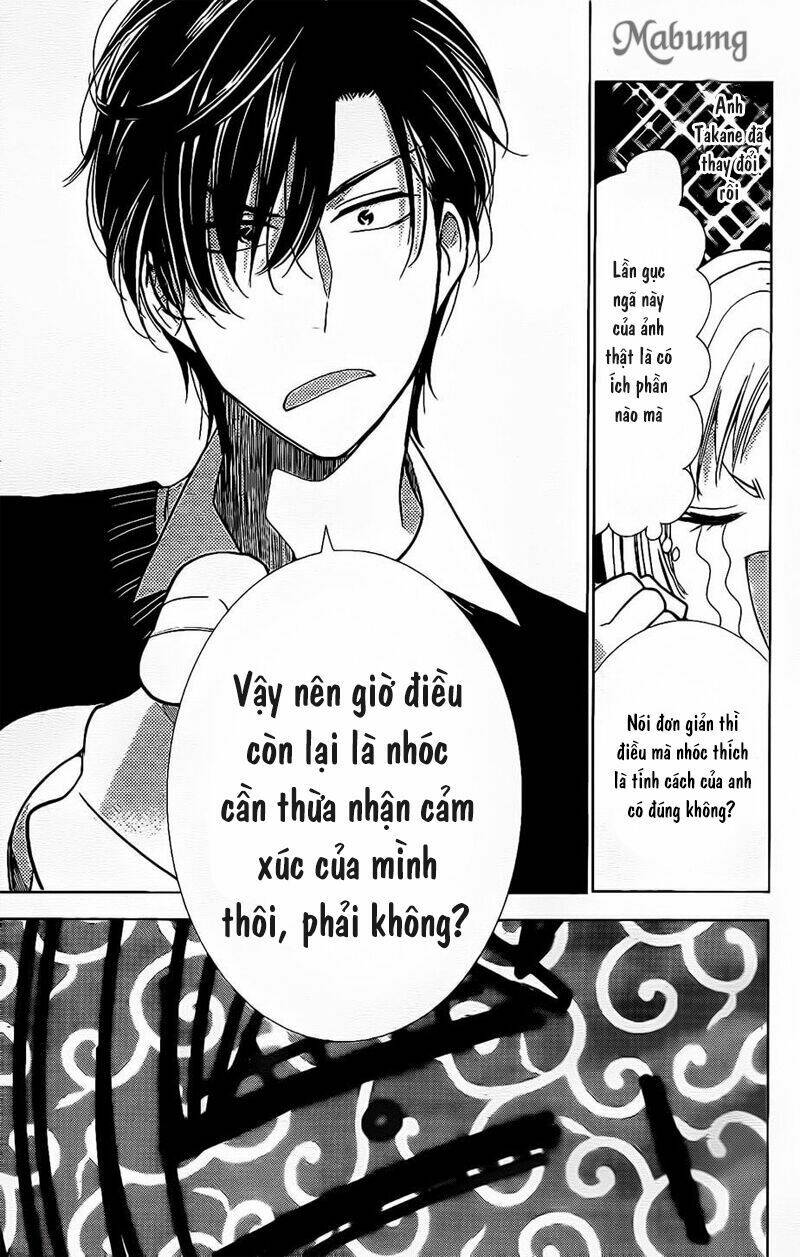 Mabumg
Anh
Takane đã
thay đổi
rồi
Lần gục
ngã này
của ảnh
thật là có
ích phần
nào mà
Nói đơn giản thì
điều mà nhóc thích
là tính cách của anh
có đúng không?
Vậy nên giờ điều
còn lại là nhóc
cần thừa nhận cảm
xúc của mình
thôi, phải không?